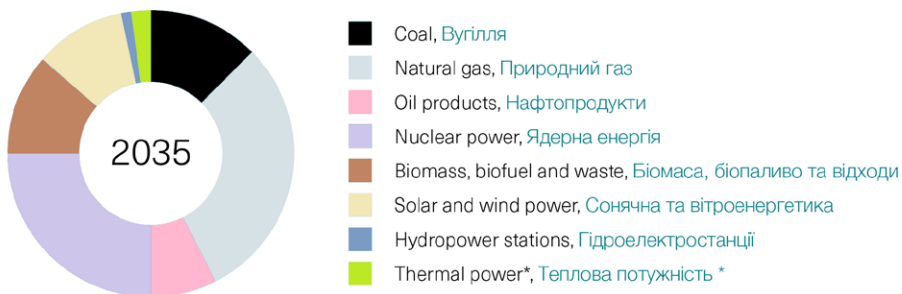 2035
Coal, Вугілля
Natural gas, Природний газ
Oil products, Нафтопродукти
Nuclear power, Ядерна енергія
Biomass, biofuel and waste, Біомаса, біопаливо та відходи
Solar and wind power, Сонячна та вітроенергетика
Hydropower stations, Гідроелектростанції
Thermal power*, Теплова потужність *